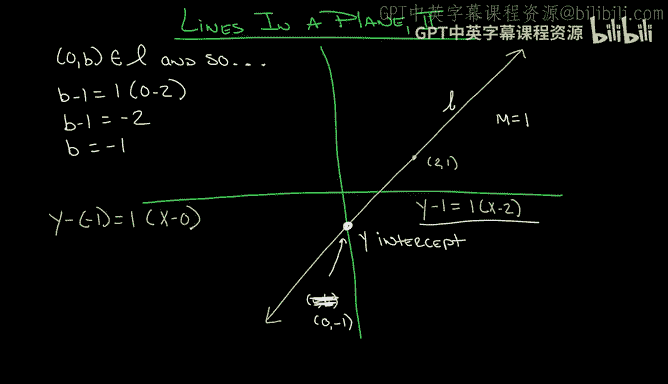 LINES IN A PLANE II
GPT中英字幕课程资源@bilibili.com
GPT中英字幕课程资源 bilibili
(0,b) ∈ l AND SO...
b-1 = 1(0-2)
b-1 = -2
b = -1
l
M=1
(2,1)
Y-(-1)=1(X-0)
Y-1 = 1(X-2)
Y INTERCEPT
(0,-1)